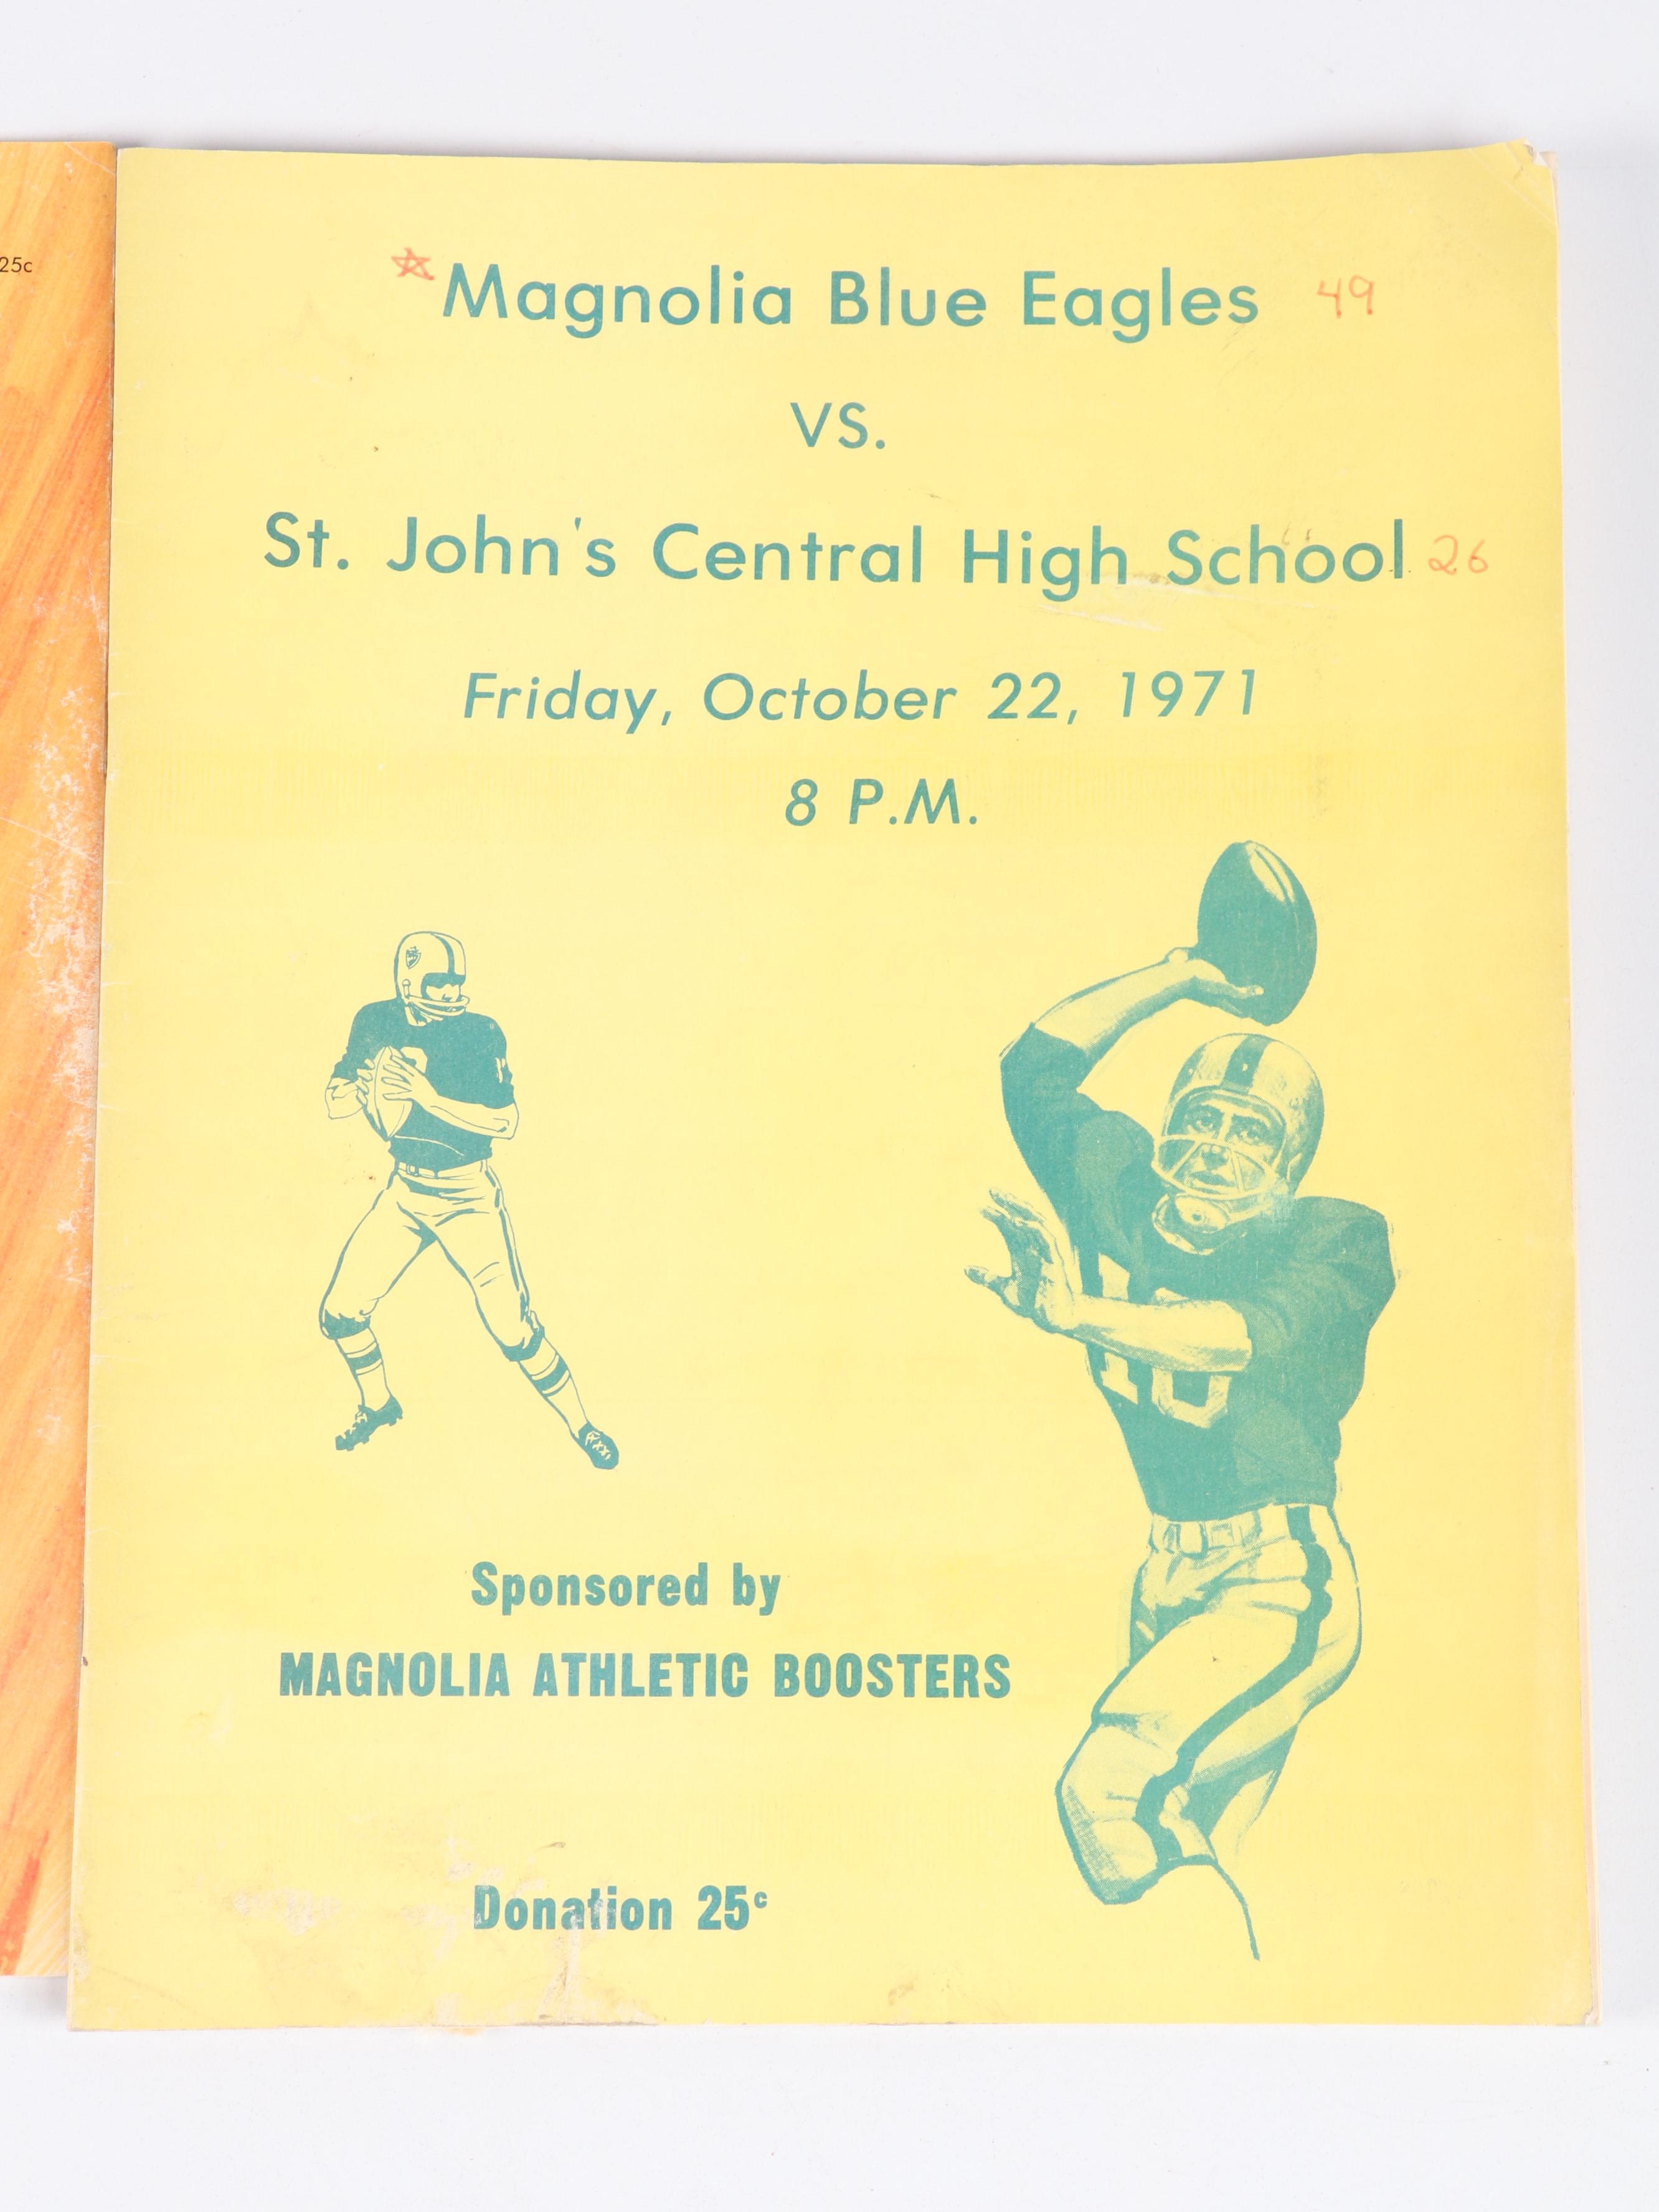 25c
☆ Magnolia Blue Eagles 49
VS.
St. John's Central High School 26
Friday, October 22, 1971
8 P.M.
10
Sponsored by
MAGNOLIA ATHLETIC BOOSTERS
Donation 25c